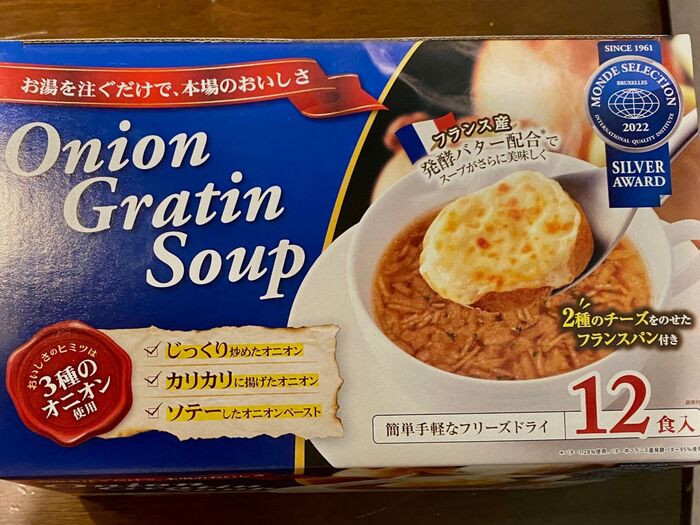 お湯を注ぐだけで、本場のおいしさ
Onion
Gratin
Soup
フランス産
発酵バター配合*で
スープがさらに美味しく
SINCE 1961
MONDE SELECTION
BRUXELLES
INTERNATIONAL QUALITY INSTITUTE
2022
SILVER
AWARD
2種のチーズをのせた
フランスパン付き
おいしさのヒミツは
3種の
オニオン
使用
じっくり炒めたオニオン
カリカリに揚げたオニオン
ソテーしたオニオンペースト
簡単手軽なフリーズドライ
12食入